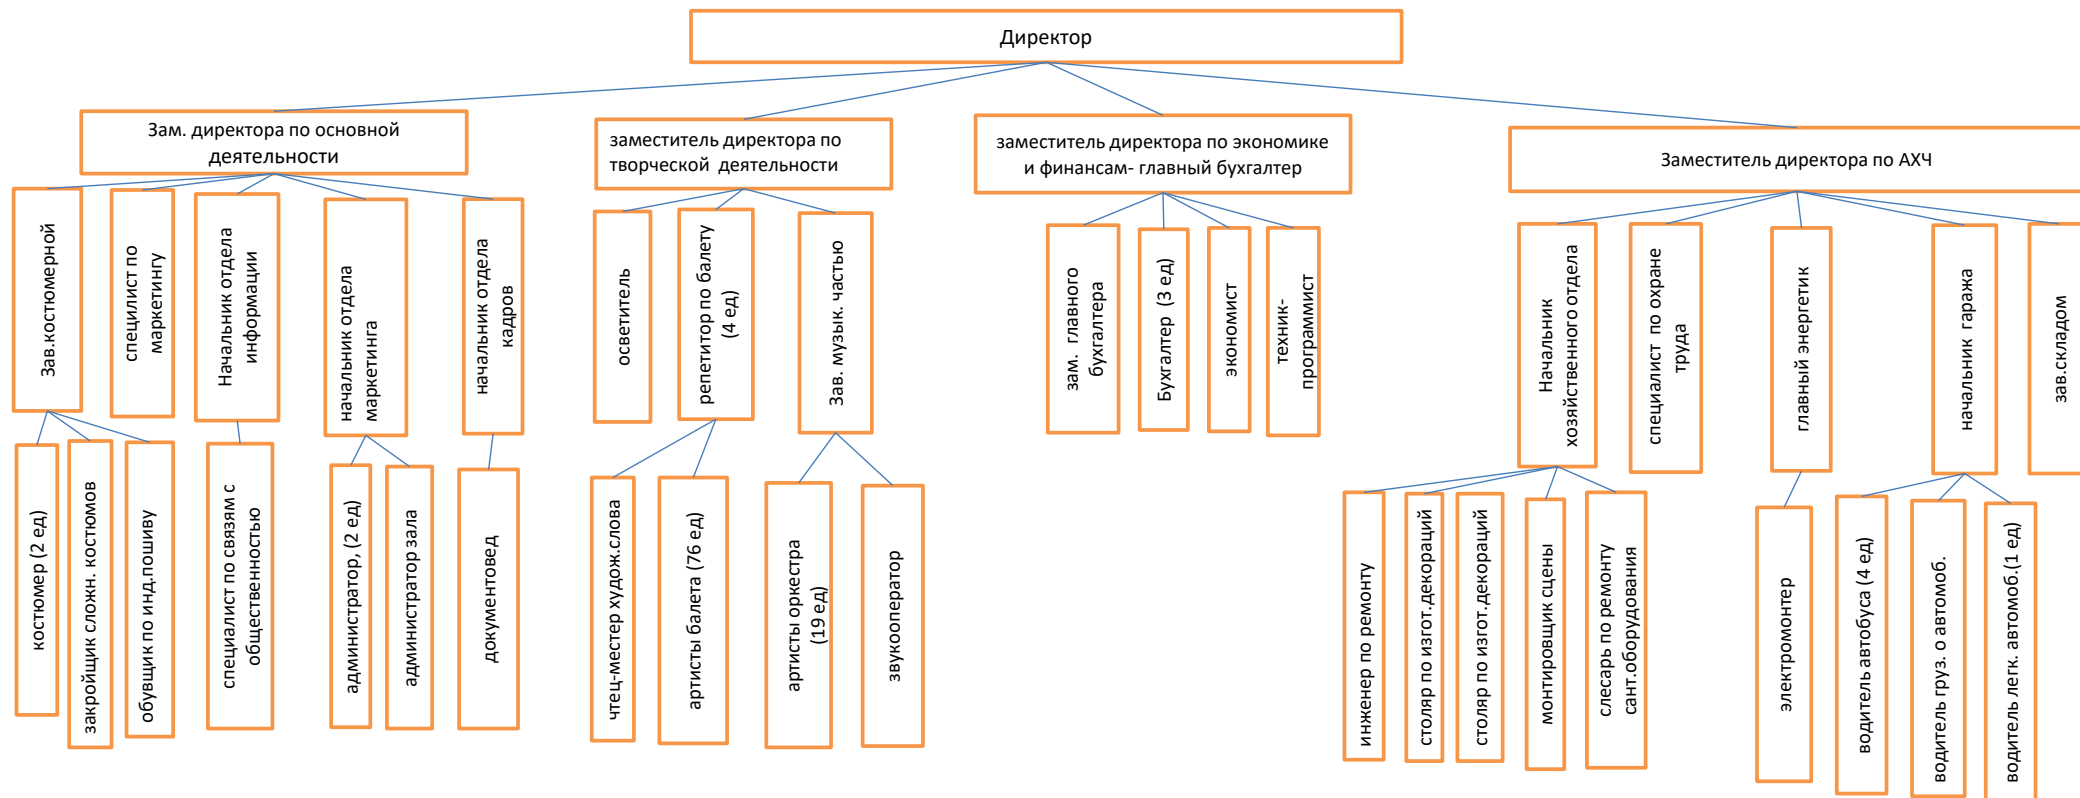 Директор
Зам. директора по основной
деятельности
заместитель директора по
творческой деятельности
заместитель директора по экономике
и финансам- главный бухгалтер
Заместитель директора по АХЧ
Зав.костюмерной
специлист по
маркетингу
Начальник отдела
информации
начальник отдела
маркетинга
начальник отдела
кадров
осветитель
репетитор по балету
(4 ед)
Зав. музык. частью
зам. главного
бухгалтера
Бухгалтер (3 ед)
экономист
техник-
программист
Начальник
хозяйственного отдела
специалист по охране
труда
главный энергетик
начальник гаража
зав.складом
костюмер (2 ед)
закройщик сложн. костюмов
обувщик по инд.пошиву
специалист по связям с
общественностью
администратор, (2 ед)
администратор зала
документовед
чтец-местер худож.слова
артисты балета (76 ед)
артисты оркестра
(19 ед)
звукооператор
инженер по ремонту
столяр по изгот.декораций
столяр по изгот.декораций
монтировщик сцены
слесарь по ремонту
сант.оборудования
электромонтер
водитель автобуса (4 ед)
водитель груз. о автомоб.
водитель легк. автомоб.(1 ед)